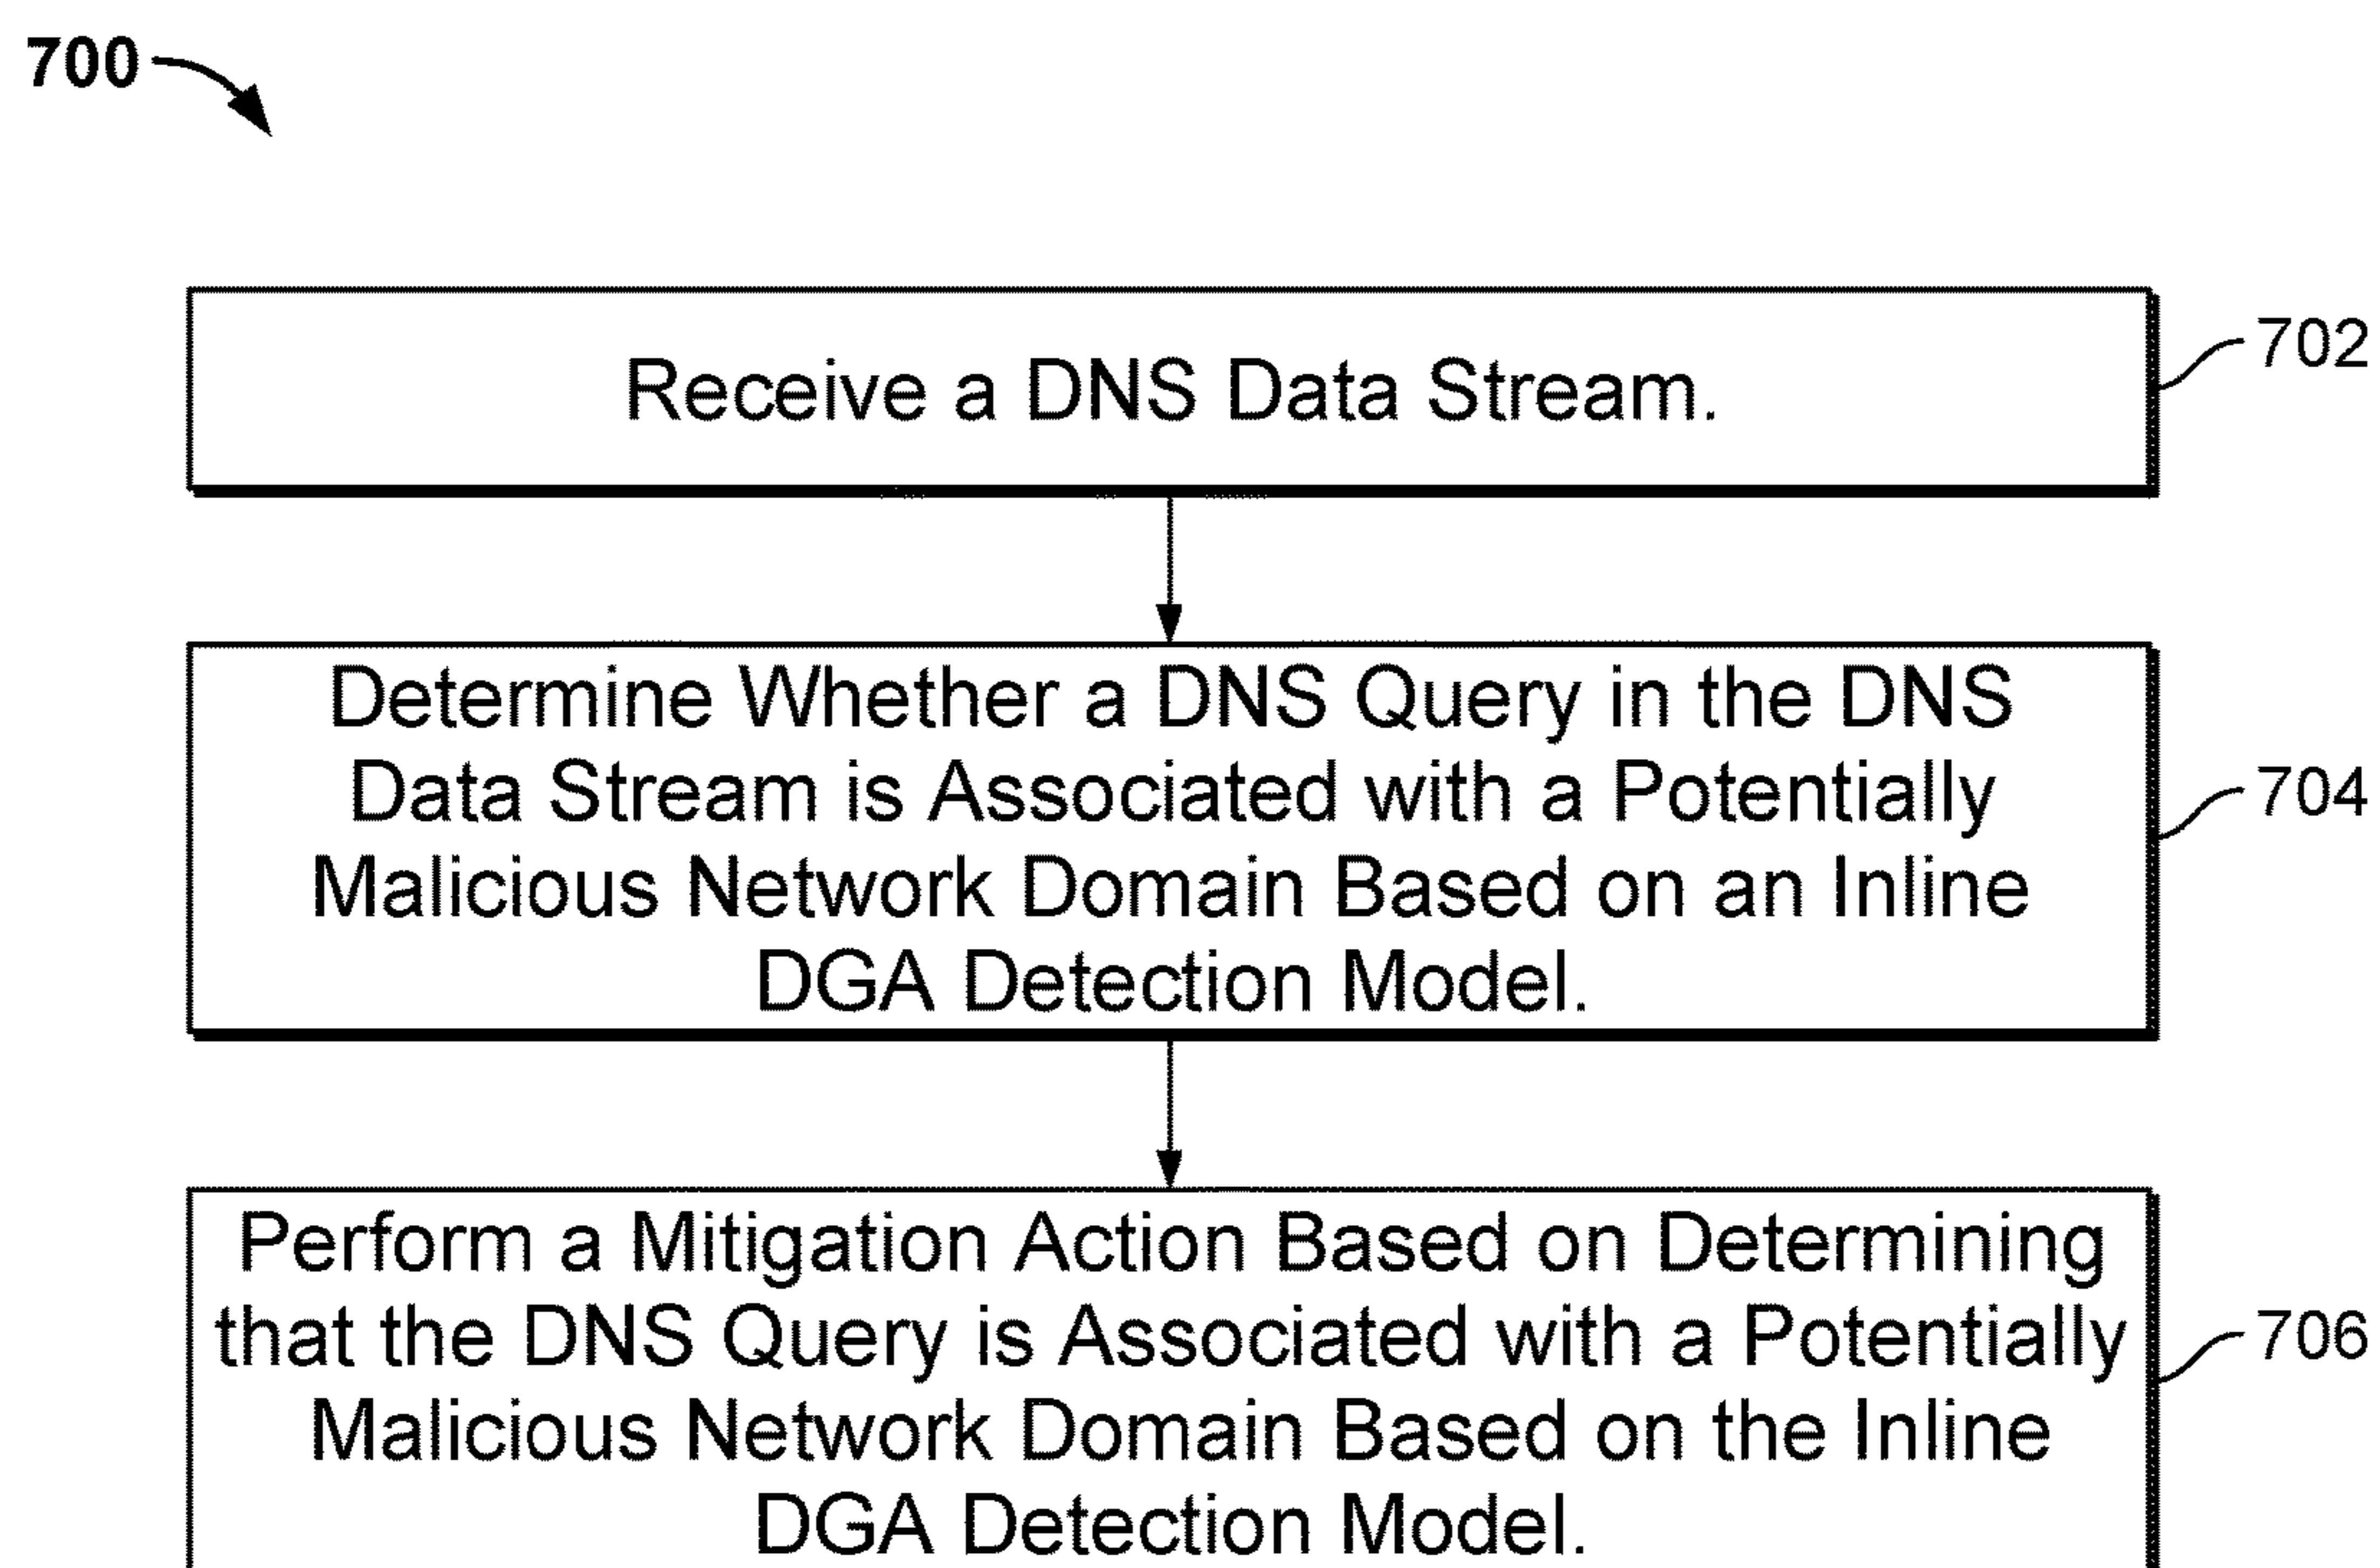 700
Receive a DNS Data Stream.
702
Determine Whether a DNS Query in the DNS
Data Stream is Associated with a Potentially
Malicious Network Domain Based on an Inline
DGA Detection Model.
704
Perform a Mitigation Action Based on Determining
that the DNS Query is Associated with a Potentially
Malicious Network Domain Based on the Inline
DGA Detection Model.
706